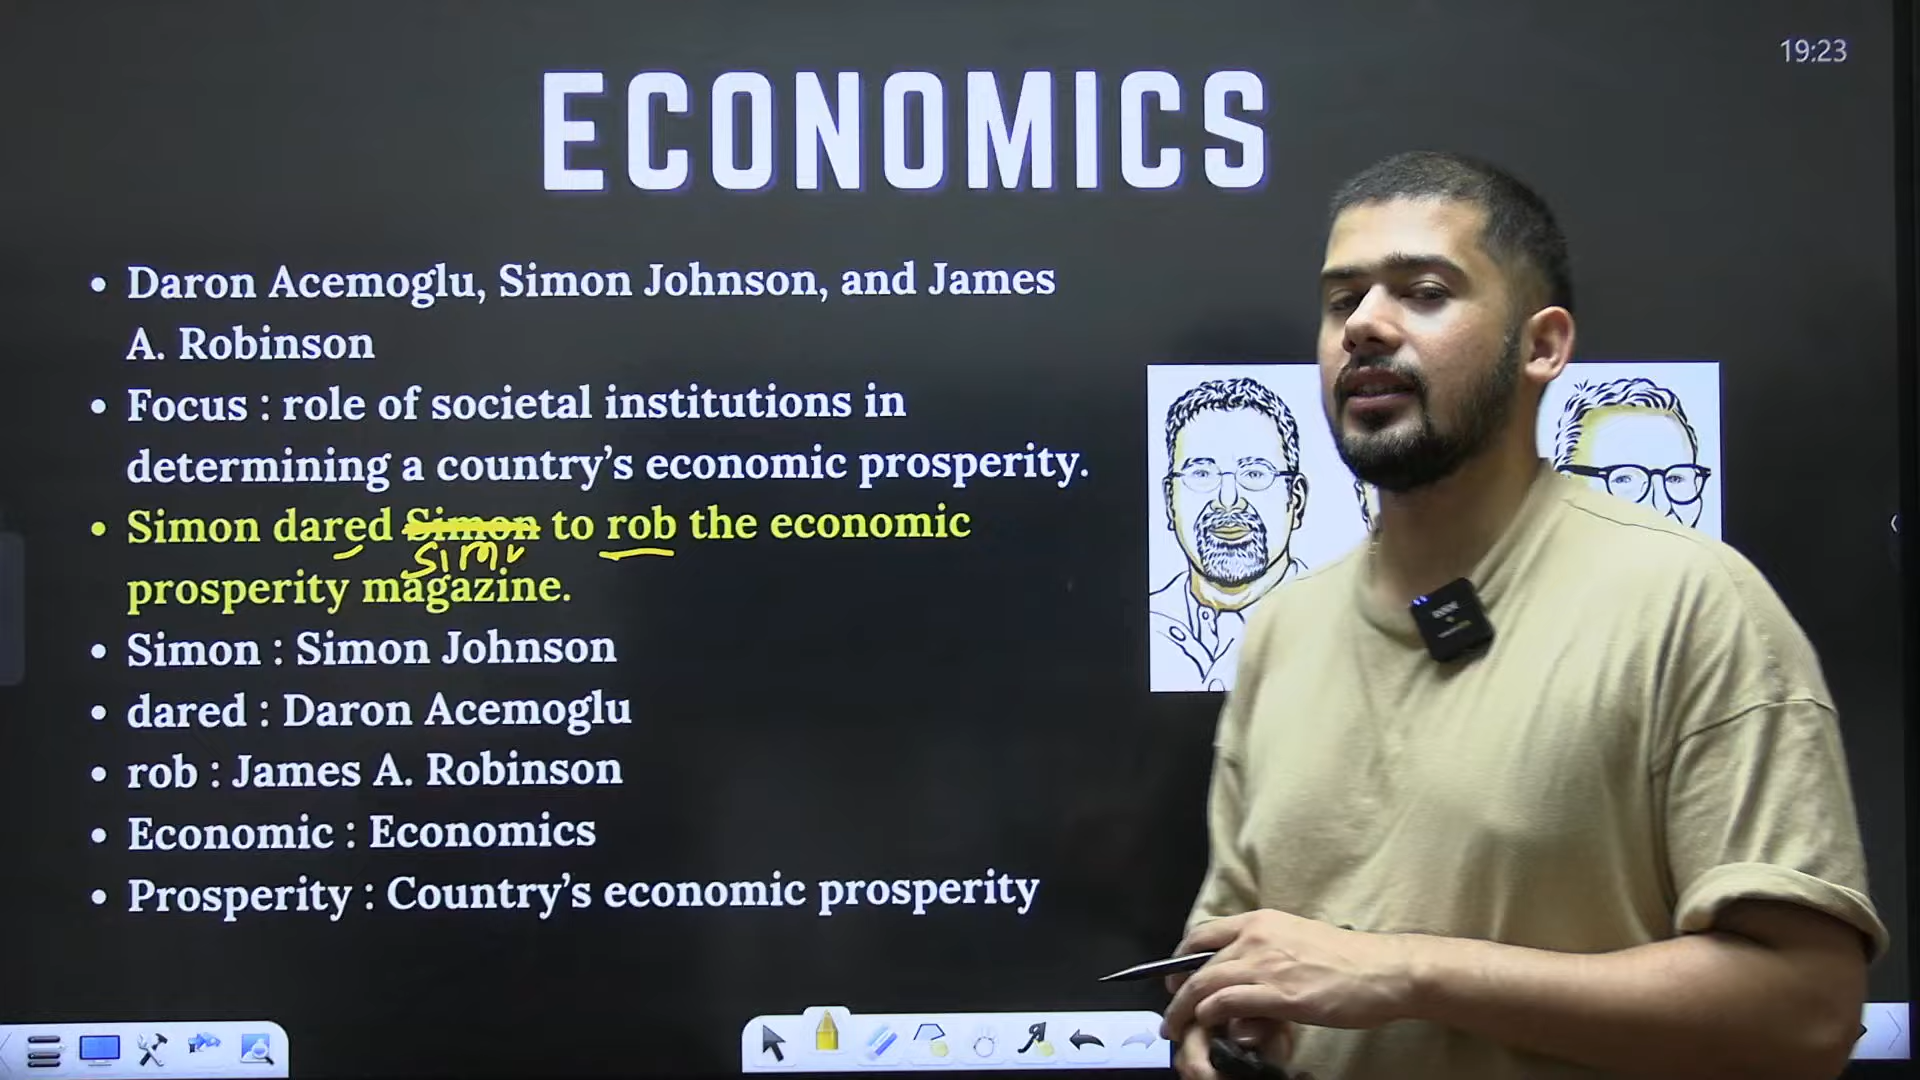 19:23
ECONOMICS
• Daron Acemoglu, Simon Johnson, and James
A. Robinson
• Focus : role of societal institutions in
determining a country’s economic prosperity.
• Simon dared Simon to rob the economic
prosperity magazine.
• Simon : Simon Johnson
• dared : Daron Acemoglu
• rob : James A. Robinson
• Economic : Economics
• Prosperity : Country’s economic prosperity